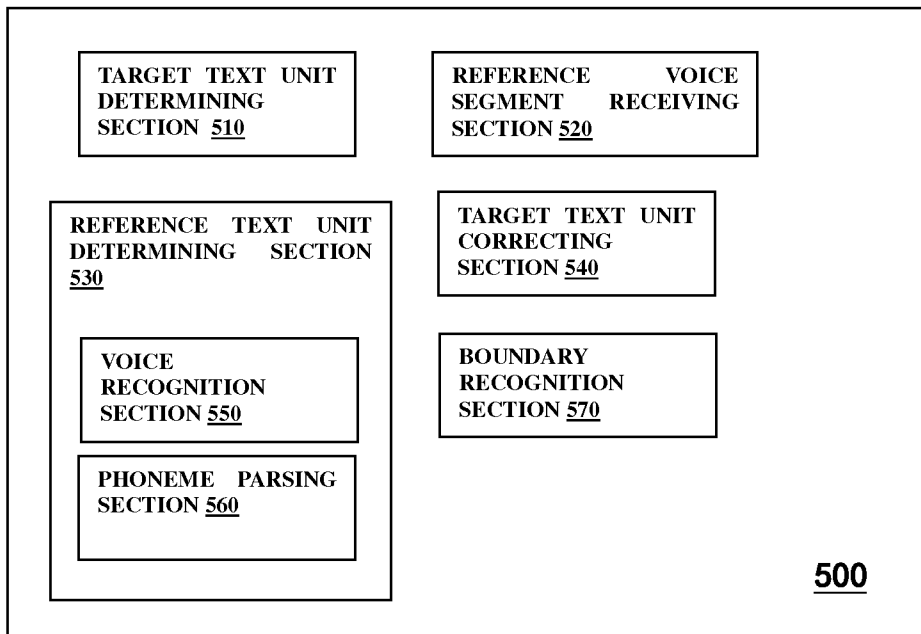 TARGET TEXT UNIT
DETERMINING
SECTION 510
REFERENCE VOICE
SEGMENT RECEIVING
SECTION 520
REFERENCE TEXT UNIT
DETERMINING SECTION
530
TARGET TEXT UNIT
CORRECTING
SECTION 540
VOICE
RECOGNITION
SECTION 550
BOUNDARY
RECOGNITION
SECTION 570
PHONEME PARSING
SECTION 560
500